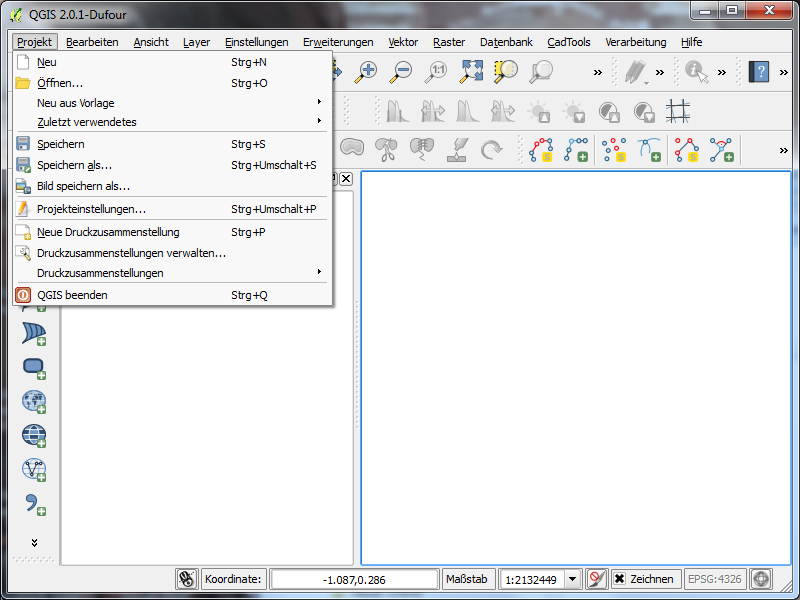 QGIS 2.0.1-Dufour
Projekt Bearbeiten Ansicht Layer Einstellungen Erweiterungen Vektor Raster Datenbank CadTools Verarbeitung Hilfe
Neu Strg+N
Öffnen... Strg+O
Neu aus Vorlage
Zuletzt verwendetes
Speichern Strg+S
Speichern als... Strg+Umschalt+S
Bild speichern als...
Projekteinstellungen... Strg+Umschalt+P
Neue Druckzusammenstellung Strg+P
Druckzusammenstellungen verwalten...
Druckzusammenstellungen
QGIS beenden Strg+Q
1:1
Koordinate: -1.087,0.286 Maßstab 1:2132449 Zeichnen EPSG:4326